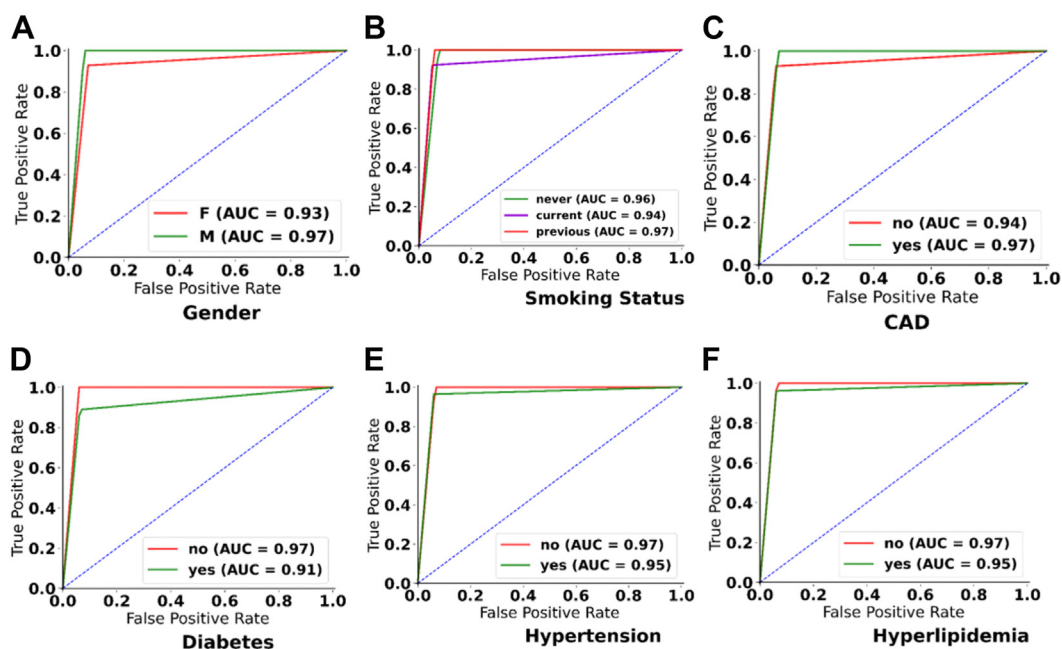 A
1.0
0.8
0.6
0.4
0.2
0.0
True Positive Rate
F (AUC = 0.93)
M (AUC = 0.97)
0.0 0.2 0.4 0.6 0.8 1.0
False Positive Rate
Gender
B
1.0
0.8
0.6
0.4
0.2
0.0
True Positive Rate
never (AUC = 0.96)
current (AUC = 0.94)
previous (AUC = 0.97)
0.0 0.2 0.4 0.6 0.8 1.0
False Positive Rate
Smoking Status
C
1.0
0.8
0.6
0.4
0.2
0.0
True Positive Rate
no (AUC = 0.94)
yes (AUC = 0.97)
0.0 0.2 0.4 0.6 0.8 1.0
False Positive Rate
CAD
D
1.0
0.8
0.6
0.4
0.2
0.0
True Positive Rate
no (AUC = 0.97)
yes (AUC = 0.91)
0.0 0.2 0.4 0.6 0.8 1.0
False Positive Rate
Diabetes
E
1.0
0.8
0.6
0.4
0.2
0.0
True Positive Rate
no (AUC = 0.97)
yes (AUC = 0.95)
0.0 0.2 0.4 0.6 0.8 1.0
False Positive Rate
Hypertension
F
1.0
0.8
0.6
0.4
0.2
0.0
True Positive Rate
no (AUC = 0.97)
yes (AUC = 0.95)
0.0 0.2 0.4 0.6 0.8 1.0
False Positive Rate
Hyperlipidemia